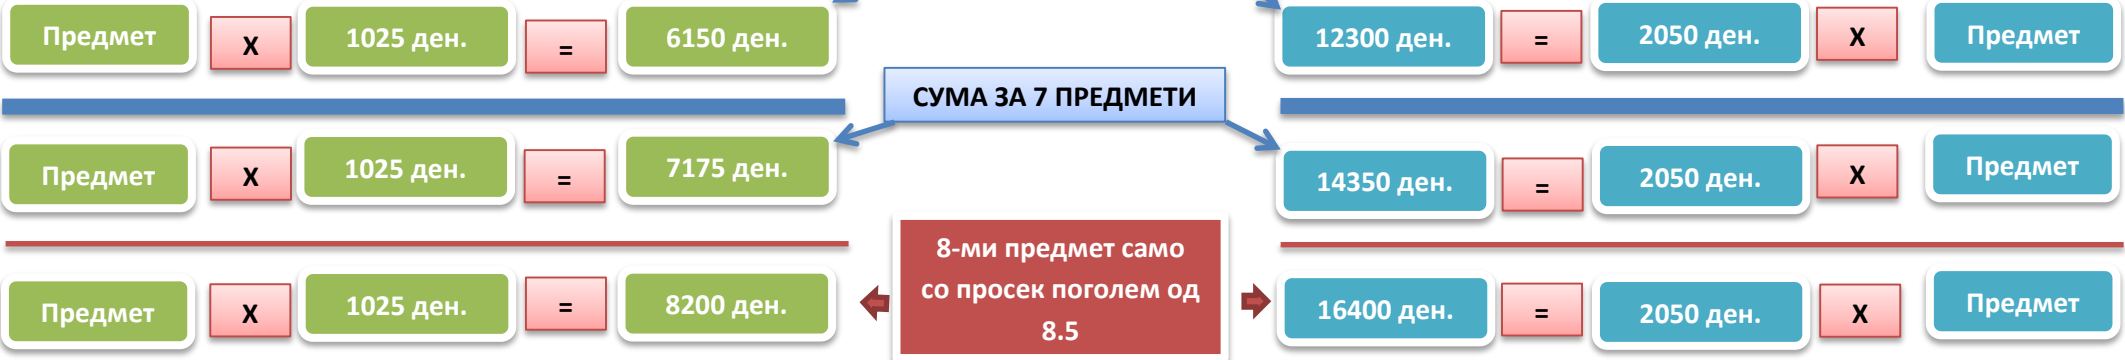 Предмет X 1025 ден. = 6150 ден.
12300 ден. = 2050 ден. X Предмет
СУМА ЗА 7 ПРЕДМЕТИ
Предмет X 1025 ден. = 7175 ден.
14350 ден. = 2050 ден. X Предмет
8-ми предмет само
со просек поголем од
8.5
Предмет X 1025 ден. = 8200 ден.
16400 ден. = 2050 ден. X Предмет